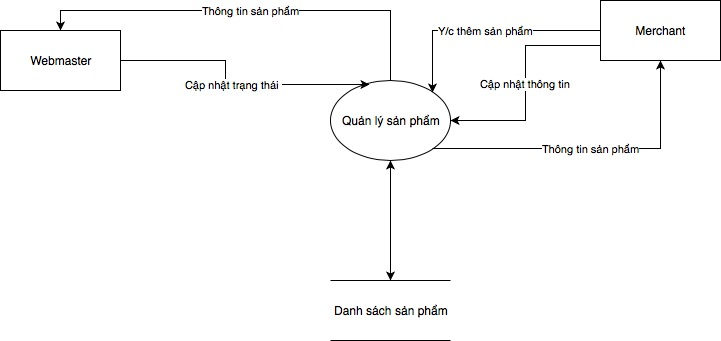 Thông tin sản phẩm
Webmaster
Cập nhật trạng thái
Y/c thêm sản phẩm
Merchant
Cập nhật thông tin
Quản lý sản phẩm
Thông tin sản phẩm
Danh sách sản phẩm